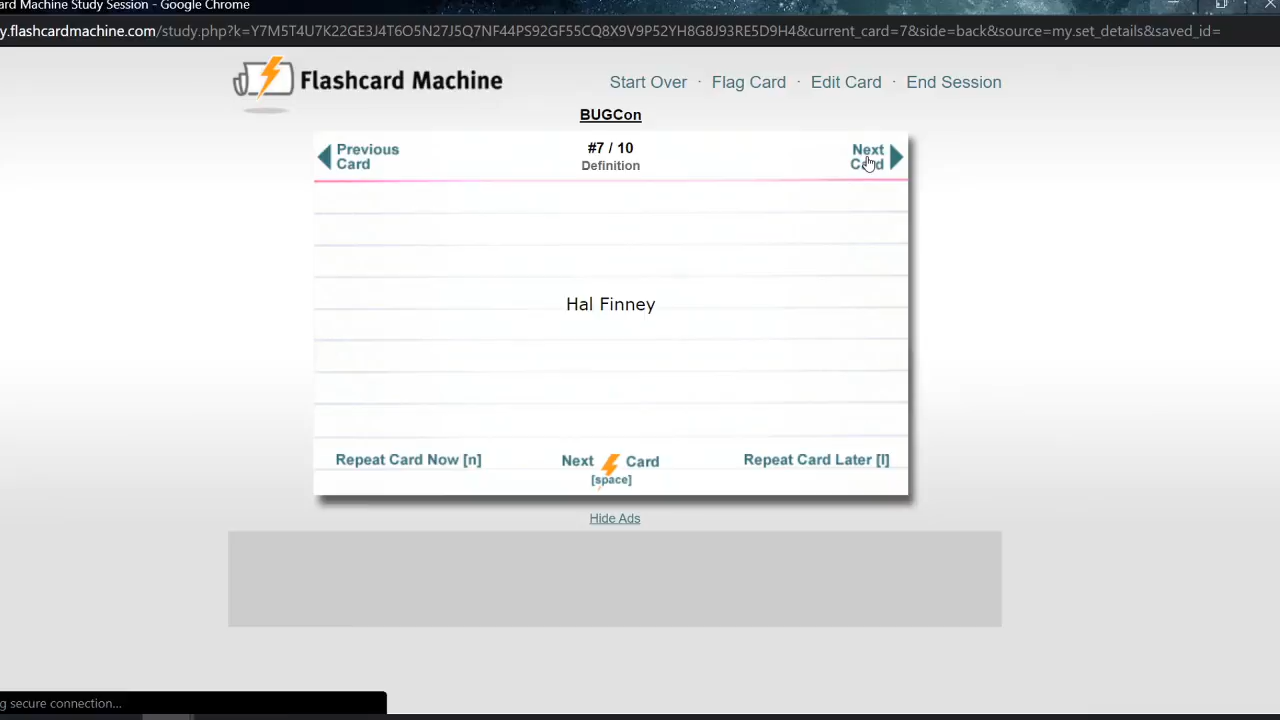 ard Machine Study Session - Google Chrome
y.flashcardmachine.com/study.php?k=Y7M5T4U7K22GE3J4T6O5N27J5Q7NF44PS92GF55CQ8X9V9P52YH8G8J93RE5D9H4&current_card=7&side=back&source=my.set_details&saved_id=
Flashcard Machine
Start Over · Flag Card · Edit Card · End Session
BUGCon
Previous Card
#7 / 10
Definition
Next Card
Hal Finney
Repeat Card Now [n]
Next Card
[space]
Repeat Card Later [l]
Hide Ads
g secure connection...